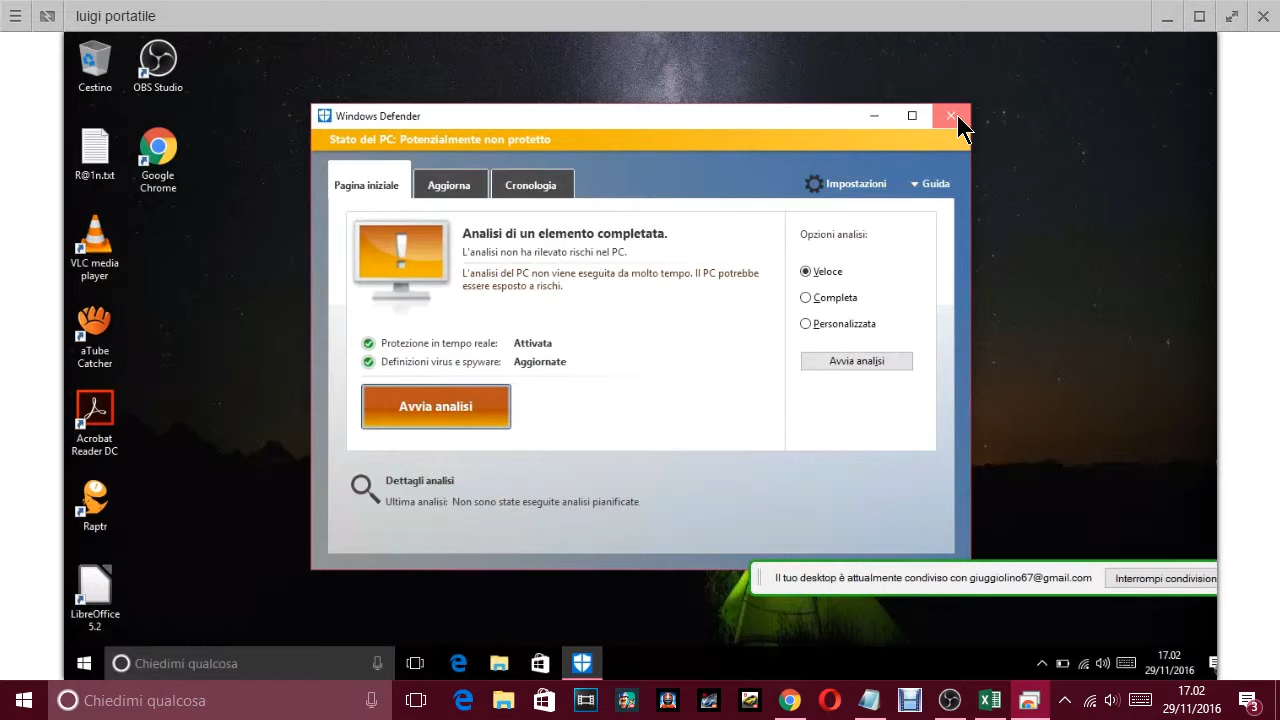 luigi portatile
Cestino
OBS Studio
R@1n.txt
Google
Chrome
VLC media
player
aTube
Catcher
Acrobat
Reader DC
Raptr
LibreOffice
5.2
Windows Defender
Stato del PC: Potenzialmente non protetto
Pagina iniziale
Aggiorna
Cronologia
Impostazioni
Guida
Analisi di un elemento completata.
L'analisi non ha rilevato rischi nel PC.
L'analisi del PC non viene eseguita da molto tempo. Il PC potrebbe
essere esposto a rischi.
Protezione in tempo reale: Attivata
Definizioni virus e spyware: Aggiornate
Avvia analisi
Opzioni analisi:
Veloce
Completa
Personalizzata
Avvia analisi
Dettagli analisi
Ultima analisi: Non sono state eseguite analisi pianificate
Il tuo desktop è attualmente condiviso con giuggiolino67@gmail.com
Interrompi condivision
Chiedimi qualcosa
17.02
29/11/2016
Chiedimi qualcosa
17.02
29/11/2016
3